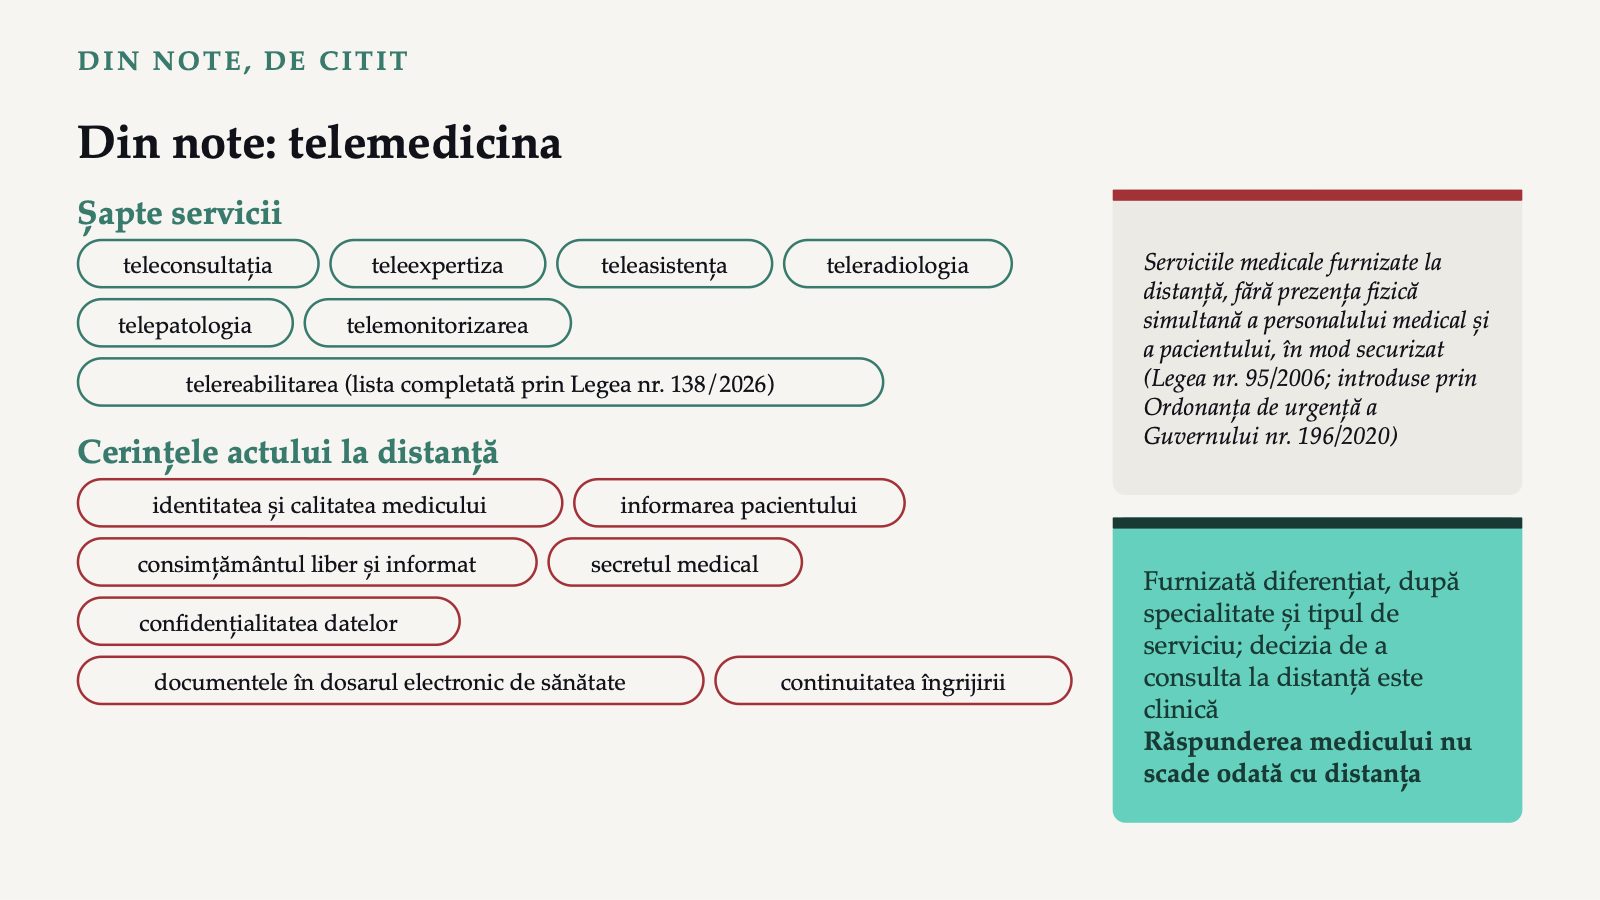 DIN NOTE, DE CITIT
Din note: telemedicina
Șapte servicii
teleconsultația
teleexpertiza
teleasistența
teleradiologia
telepatologia
telemonitorizarea
telereabilitarea (lista completată prin Legea nr. 138/2026)
Cerințele actului la distanță
identitatea și calitatea medicului
informarea pacientului
consimțământul liber și informat
secretul medical
confidențialitatea datelor
documentele în dosarul electronic de sănătate
continuitatea îngrijirii
Serviciile medicale furnizate la
distanță, fără prezența fizică
simultană a personalului medical și
a pacientului, în mod securizat
(Legea nr. 95/2006; introduse prin
Ordonanța de urgență a
Guvernului nr. 196/2020)
Furnizată diferențiat, după
specialitate și tipul de
serviciu; decizia de a
consulta la distanță este
clinică
Răspunderea medicului nu
scade odată cu distanța